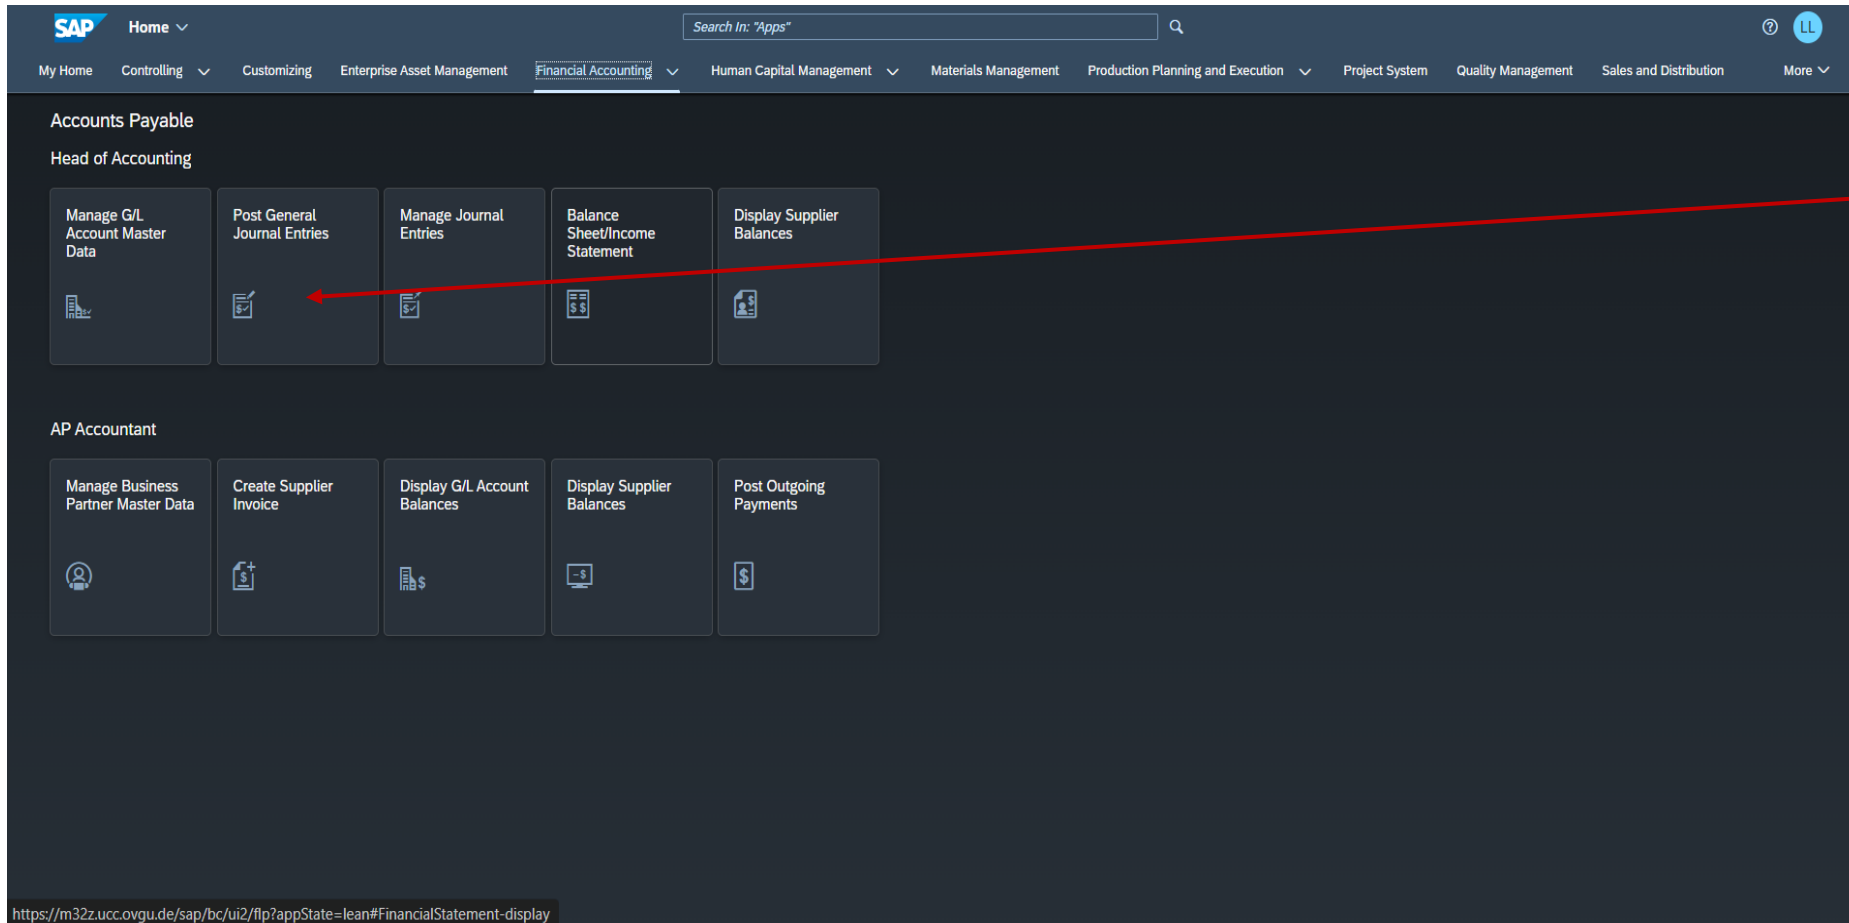 SAP Home Search In: "Apps" LL
My Home Controlling Customizing Enterprise Asset Management Financial Accounting Human Capital Management Materials Management Production Planning and Execution Project System Quality Management Sales and Distribution More
Accounts Payable
Head of Accounting
Manage G/L
Account Master
Data
Post General
Journal Entries
Manage Journal
Entries
Balance
Sheet/Income
Statement
Display Supplier
Balances
AP Accountant
Manage Business
Partner Master Data
Create Supplier
Invoice
Display G/L Account
Balances
Display Supplier
Balances
Post Outgoing
Payments
https://m32z.ucc.ovgu.de/sap/bc/ui2/flp?appState=lean#FinancialStatement-display